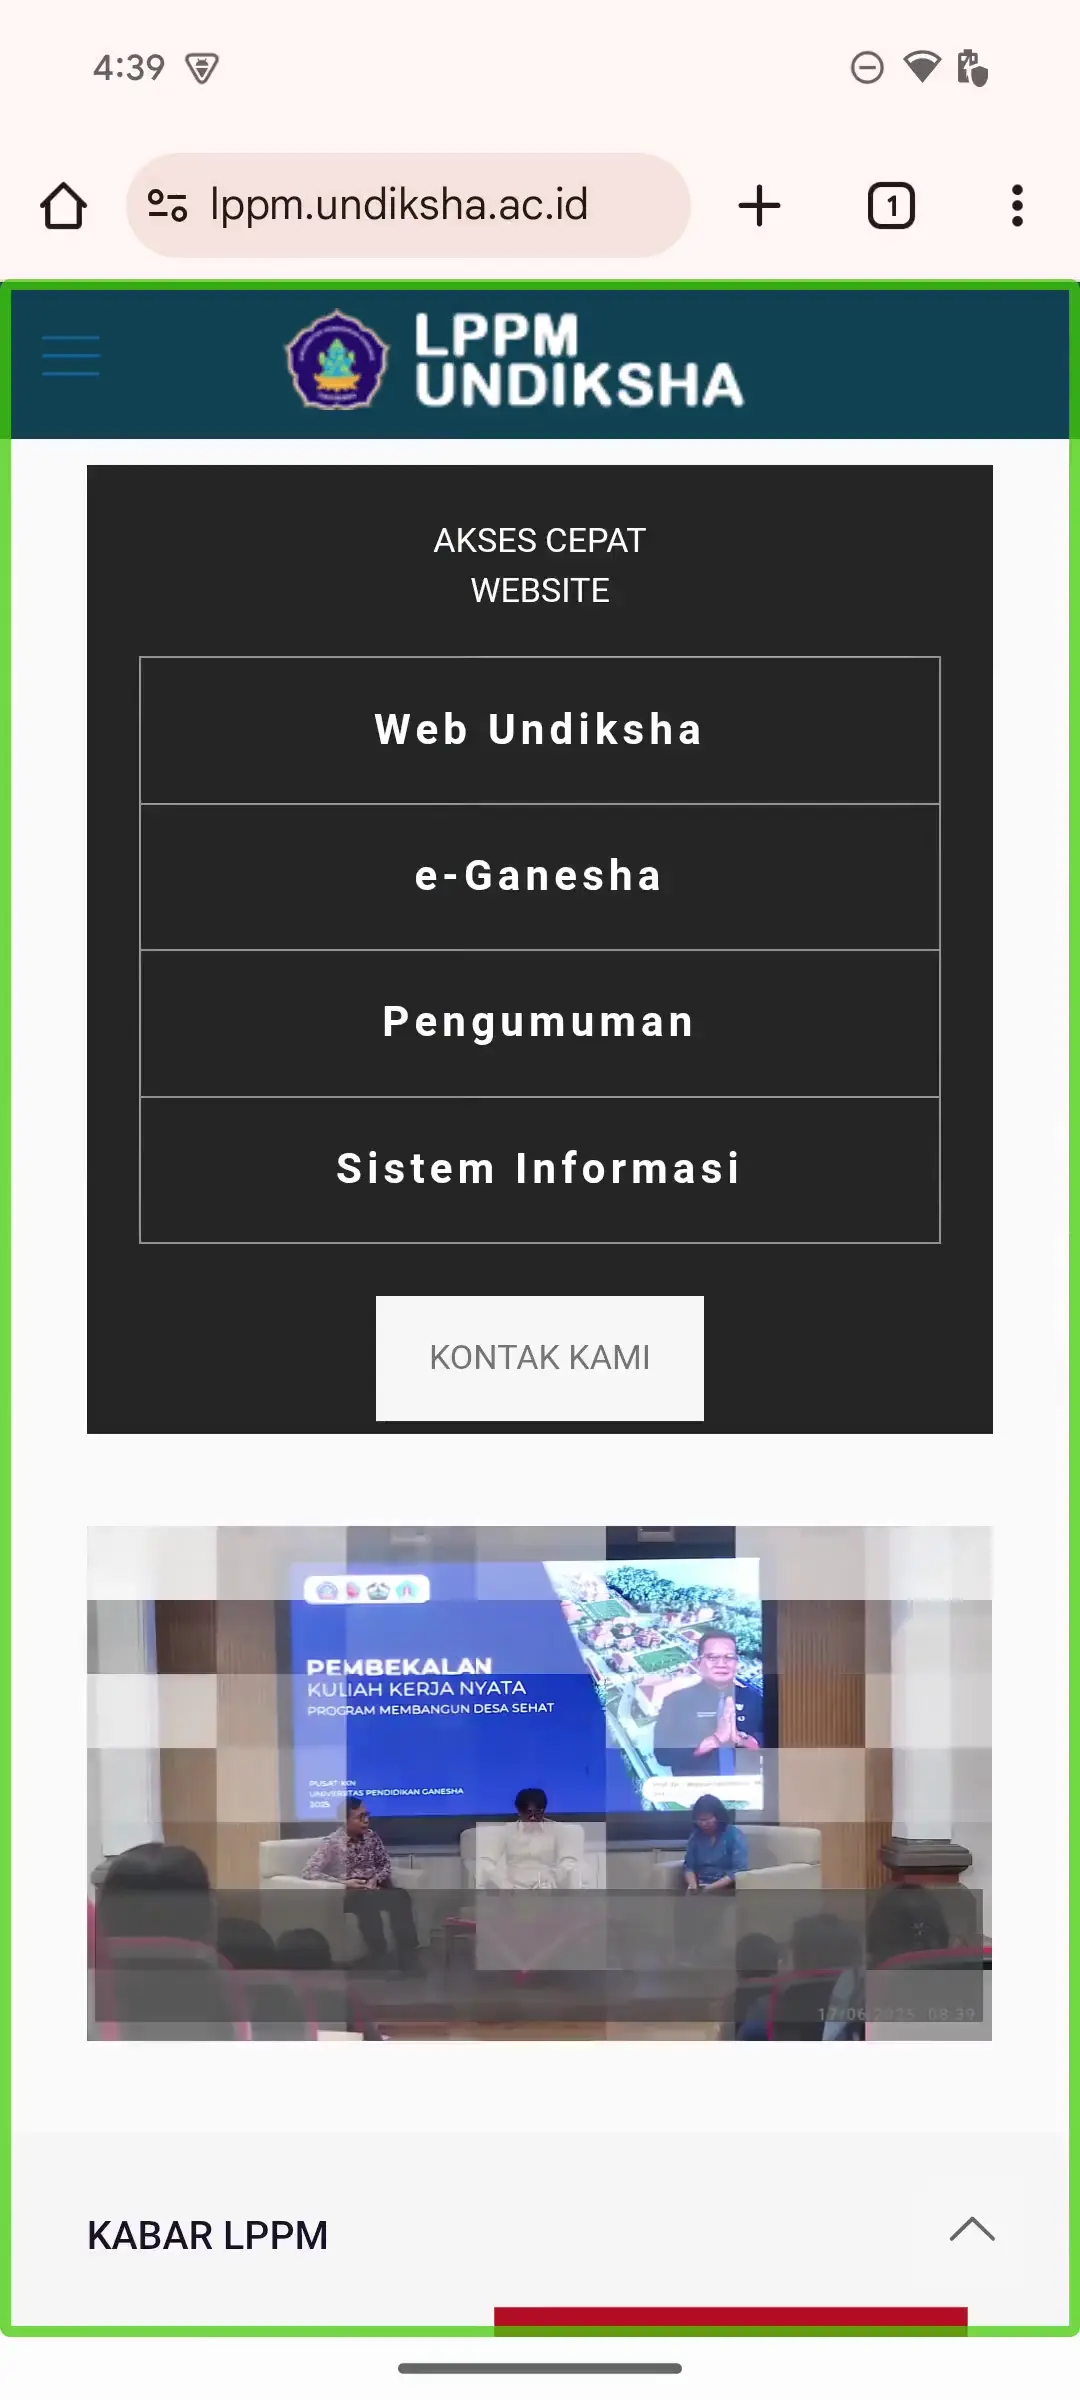 4:39
lppm.undiksha.ac.id
1
LPPM
UNDIKSHA
AKSES CEPAT
WEBSITE
Web Undiksha
e-Ganesha
Pengumuman
Sistem Informasi
KONTAK KAMI
PEMBEKALAN
KULIAH KERJA NYATA
PROGRAM MEMBANGUN DESA SEHAT
PUSAT KKN
UNIVERSITAS PENDIDIKAN GANESHA
2025
17/06/2025 08:39
KABAR LPPM